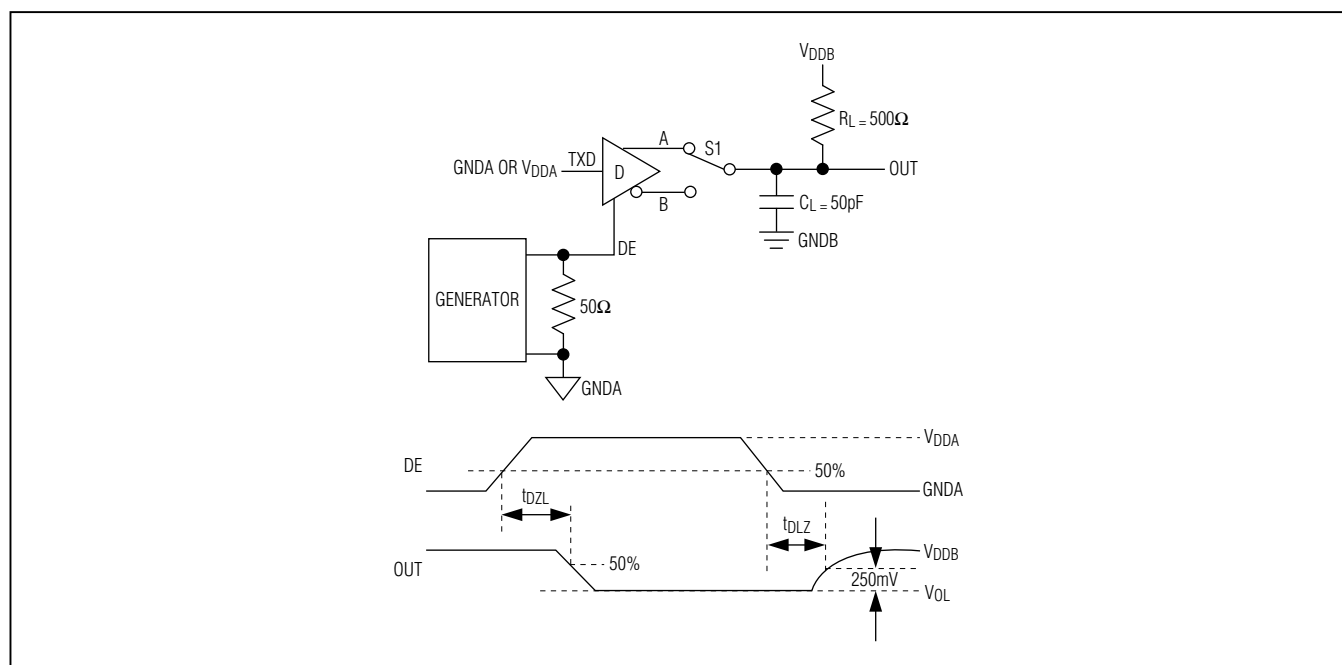 VDDB
RL = 500Ω
A
S1
GNDA OR VDDA
TXD
D
OUT
B
CL = 50pF
GNDB
DE
GENERATOR
50Ω
GNDA
VDDA
DE
50%
GNDA
tDZL
tDLZ
VDDB
OUT
50%
250mV
VOL